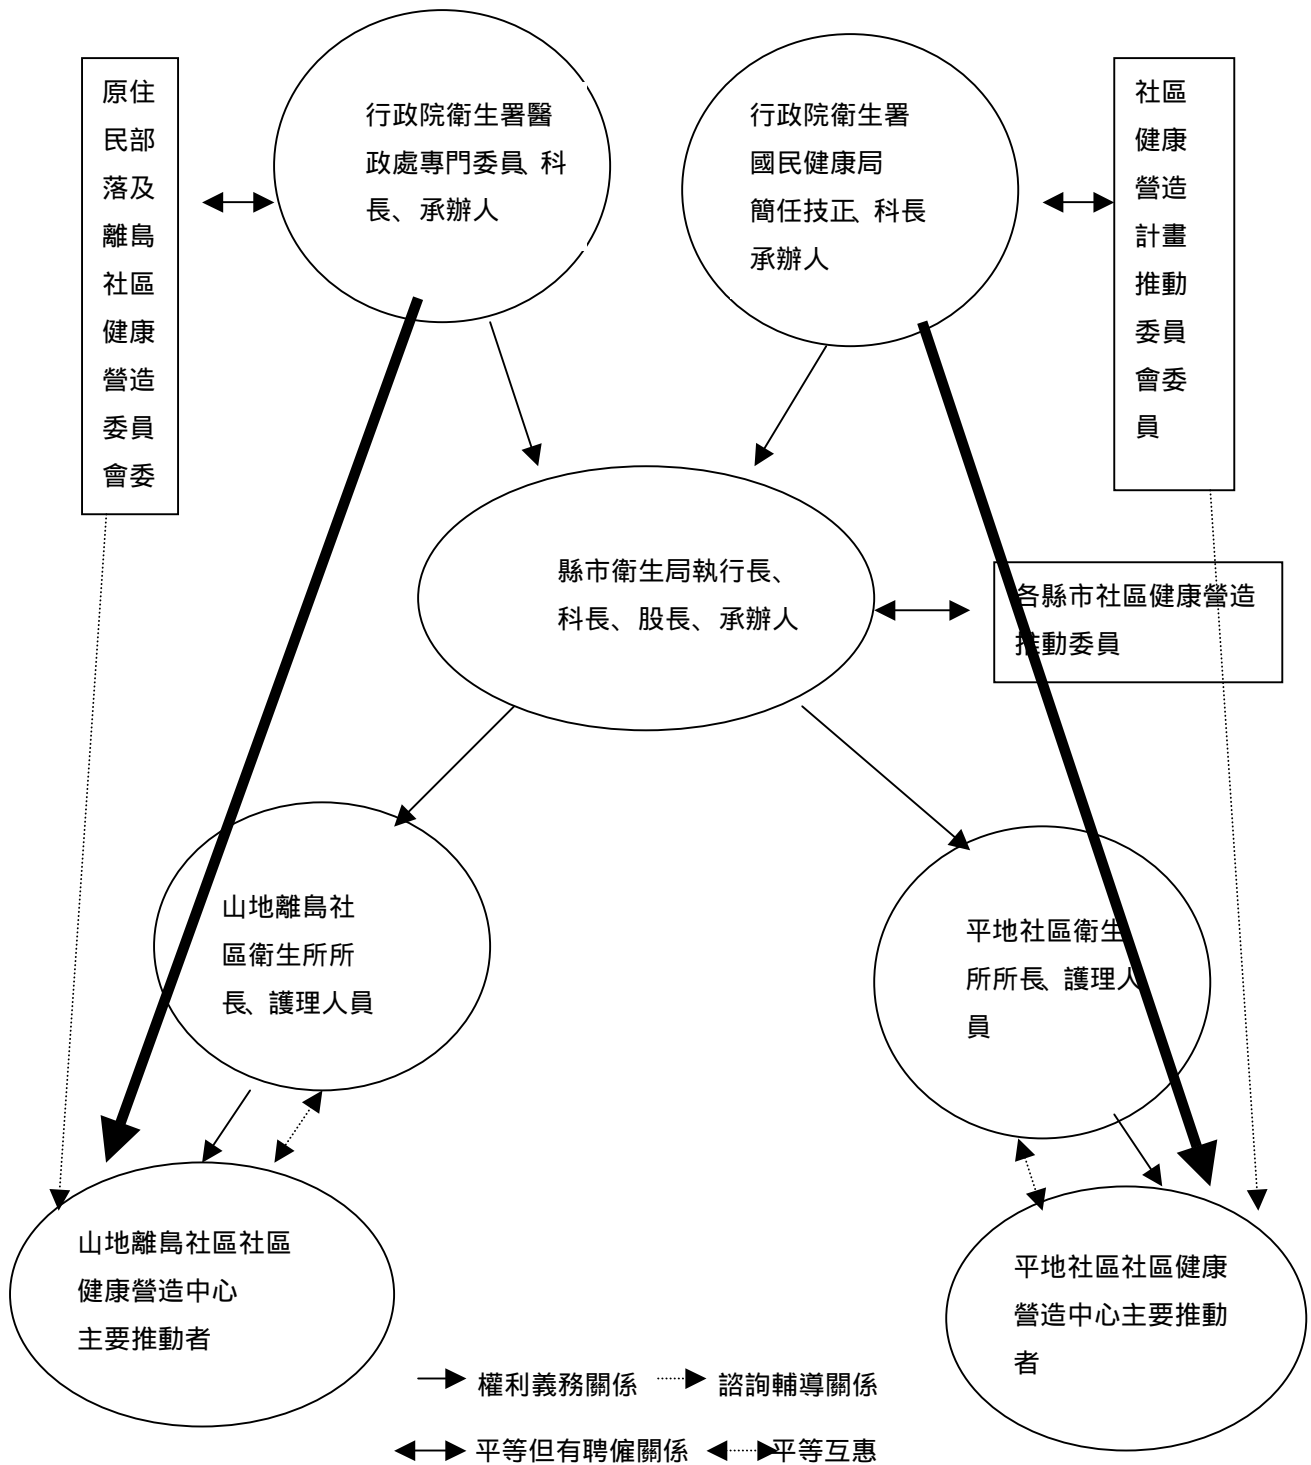 原住
民部
落及
離島
社區
健康
營造
委員
會委
行政院衛生署醫
政處專門委員、科
長、承辦人
行政院衛生署
國民健康局
簡任技正、科長
承辦人
社區
健康
營造
計畫
推動
委員
會委
員
縣市衛生局執行長、
科長、股長、承辦人
各縣市社區健康營造
推動委員
山地離島社
區衛生所所
長、護理人員
平地社區衛生
所所長、護理人
員
山地離島社區社區
健康營造中心
主要推動者
平地社區社區健康
營造中心主要推動
者
權利義務關係
諮詢輔導關係
平等但有聘僱關係
平等互惠